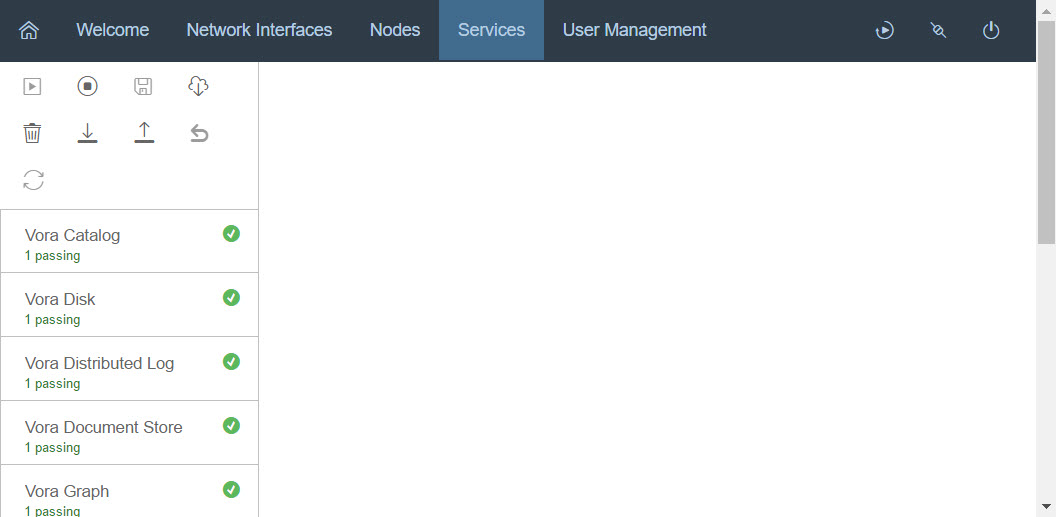 Welcome
Network Interfaces
Nodes
Services
User Management
Vora Catalog
1 passing
Vora Disk
1 passing
Vora Distributed Log
1 passing
Vora Document Store
1 passing
Vora Graph
1 passing